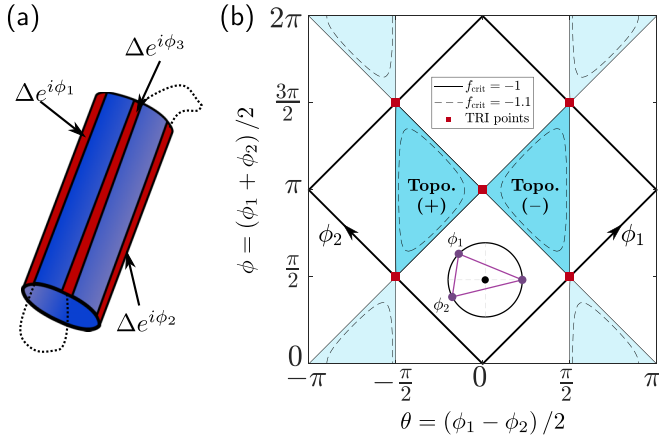 (a)
Δe^{iϕ_3}
Δe^{iϕ_1}
Δe^{iϕ_2}
(b)
ϕ = (ϕ_1 + ϕ_2) /2
2π
3π/2
π
π/2
0
f_crit = −1
f_crit = −1.1
TRI points
Topo.
(+)
Topo.
(−)
ϕ_2
ϕ_1
ϕ_1
ϕ_2
−π
−π/2
0
π/2
π
θ = (ϕ_1 − ϕ_2) /2